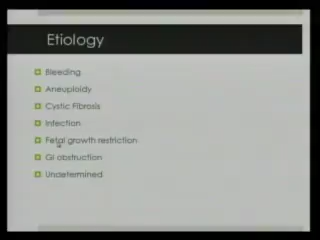 Etiology
Bleeding
Aneuploidy
Cystic Fibrosis
Infection
Fetal growth restriction
GI obstruction
Undetermined